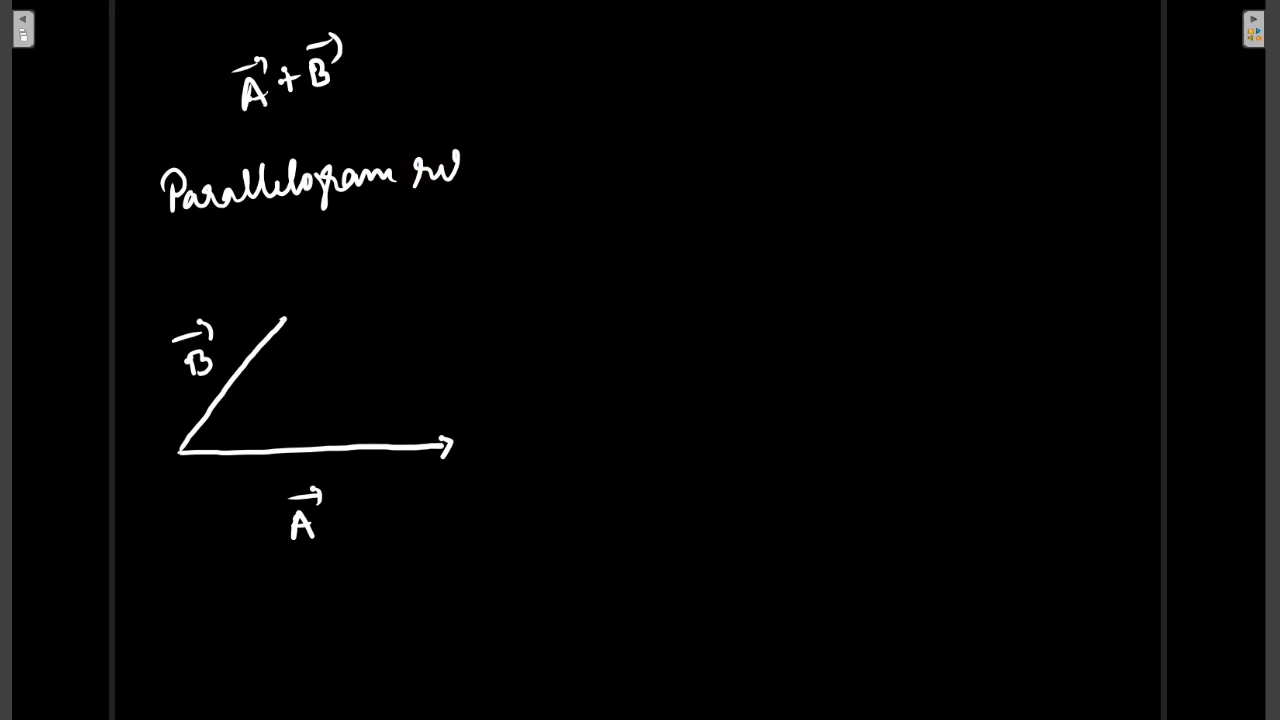 A⃗ + B⃗
Parallelogram
B⃗
A⃗